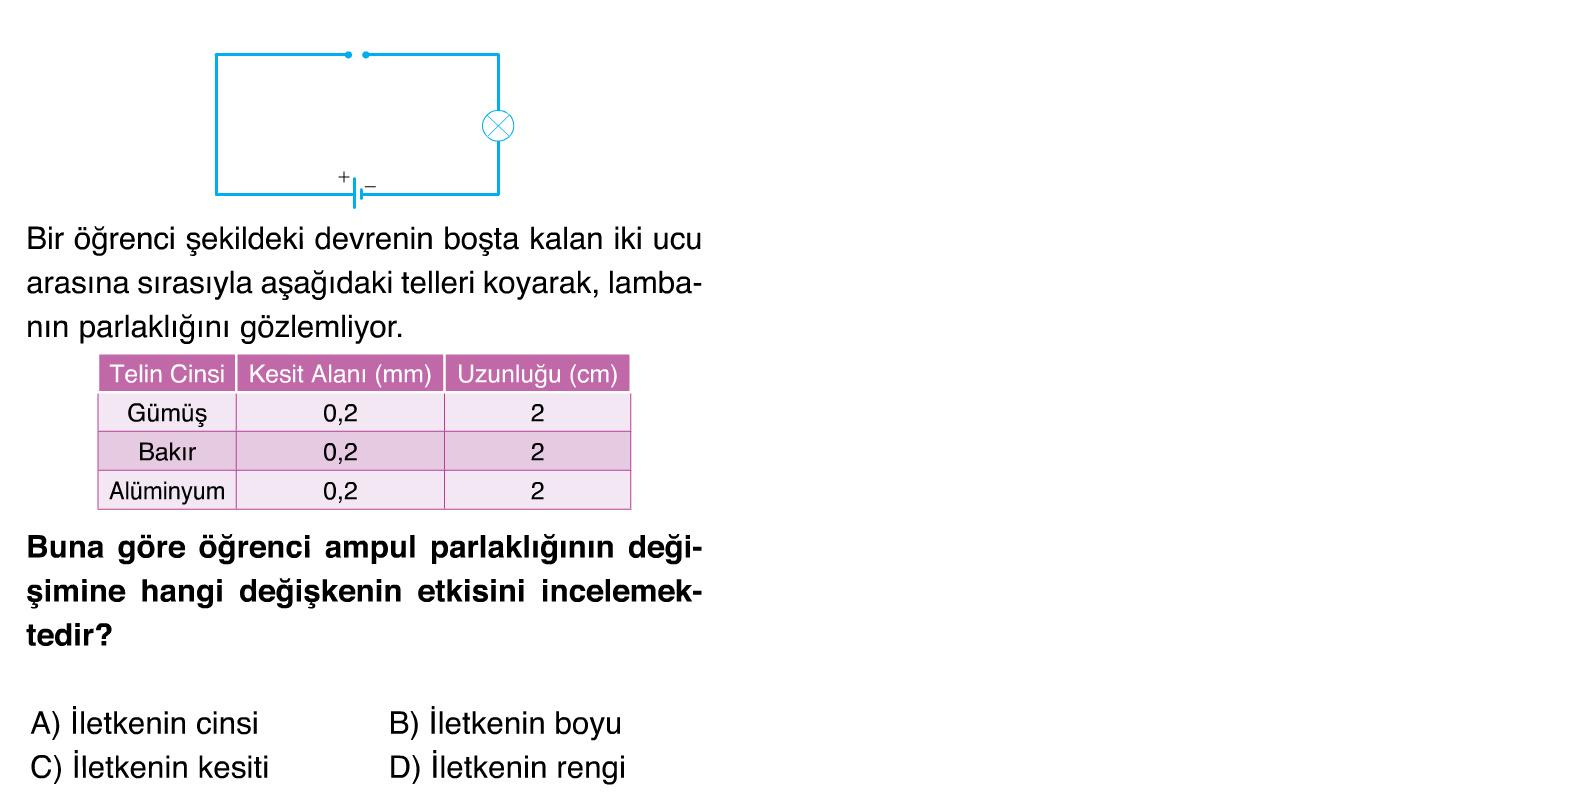 + −
Bir öğrenci şekildeki devrenin boşta kalan iki ucu
arasına sırasıyla aşağıdaki telleri koyarak, lamba-
nın parlaklığını gözlemliyor.
Telin Cinsi Kesit Alanı (mm) Uzunluğu (cm)
Gümüş 0,2 2
Bakır 0,2 2
Alüminyum 0,2 2
Buna göre öğrenci ampul parlaklığının deği-
şimine hangi değişkenin etkisini incelemek-
tedir?
A) İletkenin cinsi B) İletkenin boyu
C) İletkenin kesiti D) İletkenin rengi